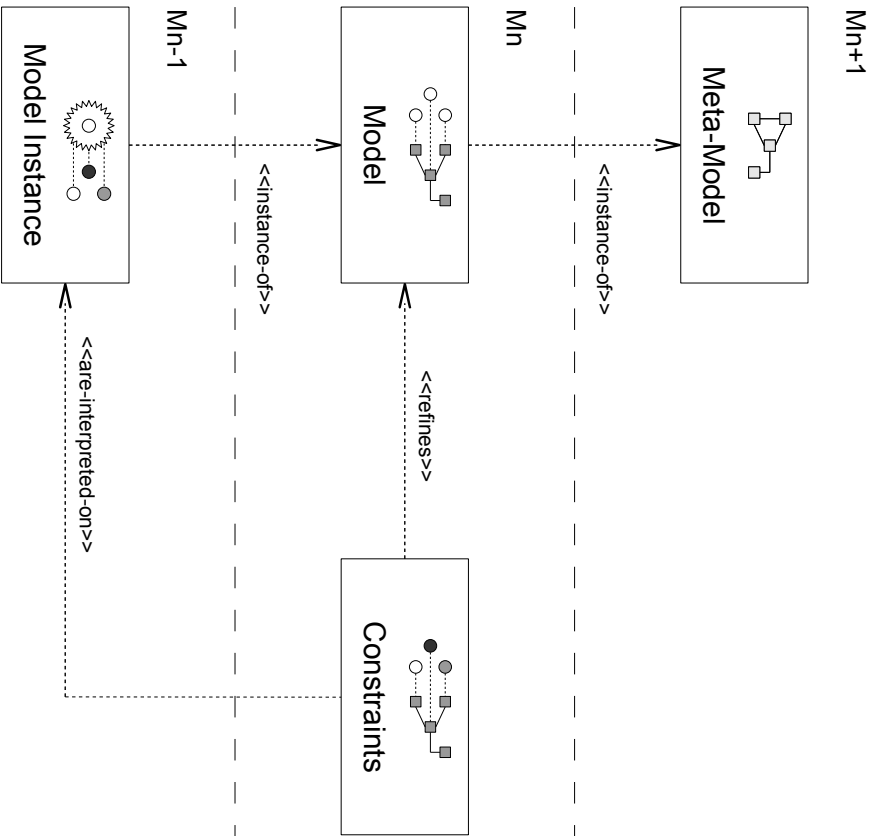 Mn+1
Meta-Model
<<instance-of>>
Mn
Model
<<refines>>
Constraints
<<instance-of>>
Mn-1
Model Instance
<<are-interpreted-on>>